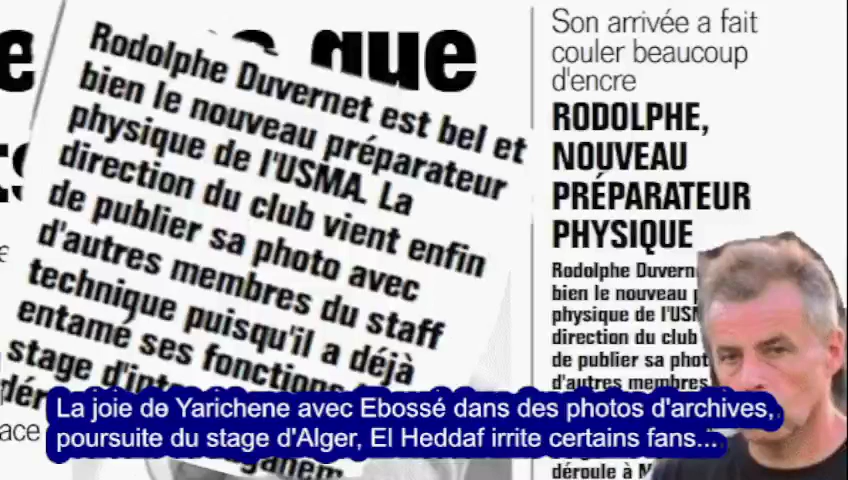 que
Rodolphe Duvernet est bel et
bien le nouveau préparateur
physique de l'USMA. La
direction du club vient enfin
de publier sa photo avec
d'autres membres du staff
technique puisqu'il a déjà
entamé ses fonctions
stage
Son arrivée a fait
couler beaucoup
d'encre
RODOLPHE,
NOUVEAU
PRÉPARATEUR
PHYSIQUE
Rodolphe
bien le nouveau
physique de
direction du club
de publier sa
d'autres membres
déroule à
La joie de Yarichene avec Ebossé dans des photos d'archives,
poursuite du stage d'Alger, El Heddaf irrite certains fans...